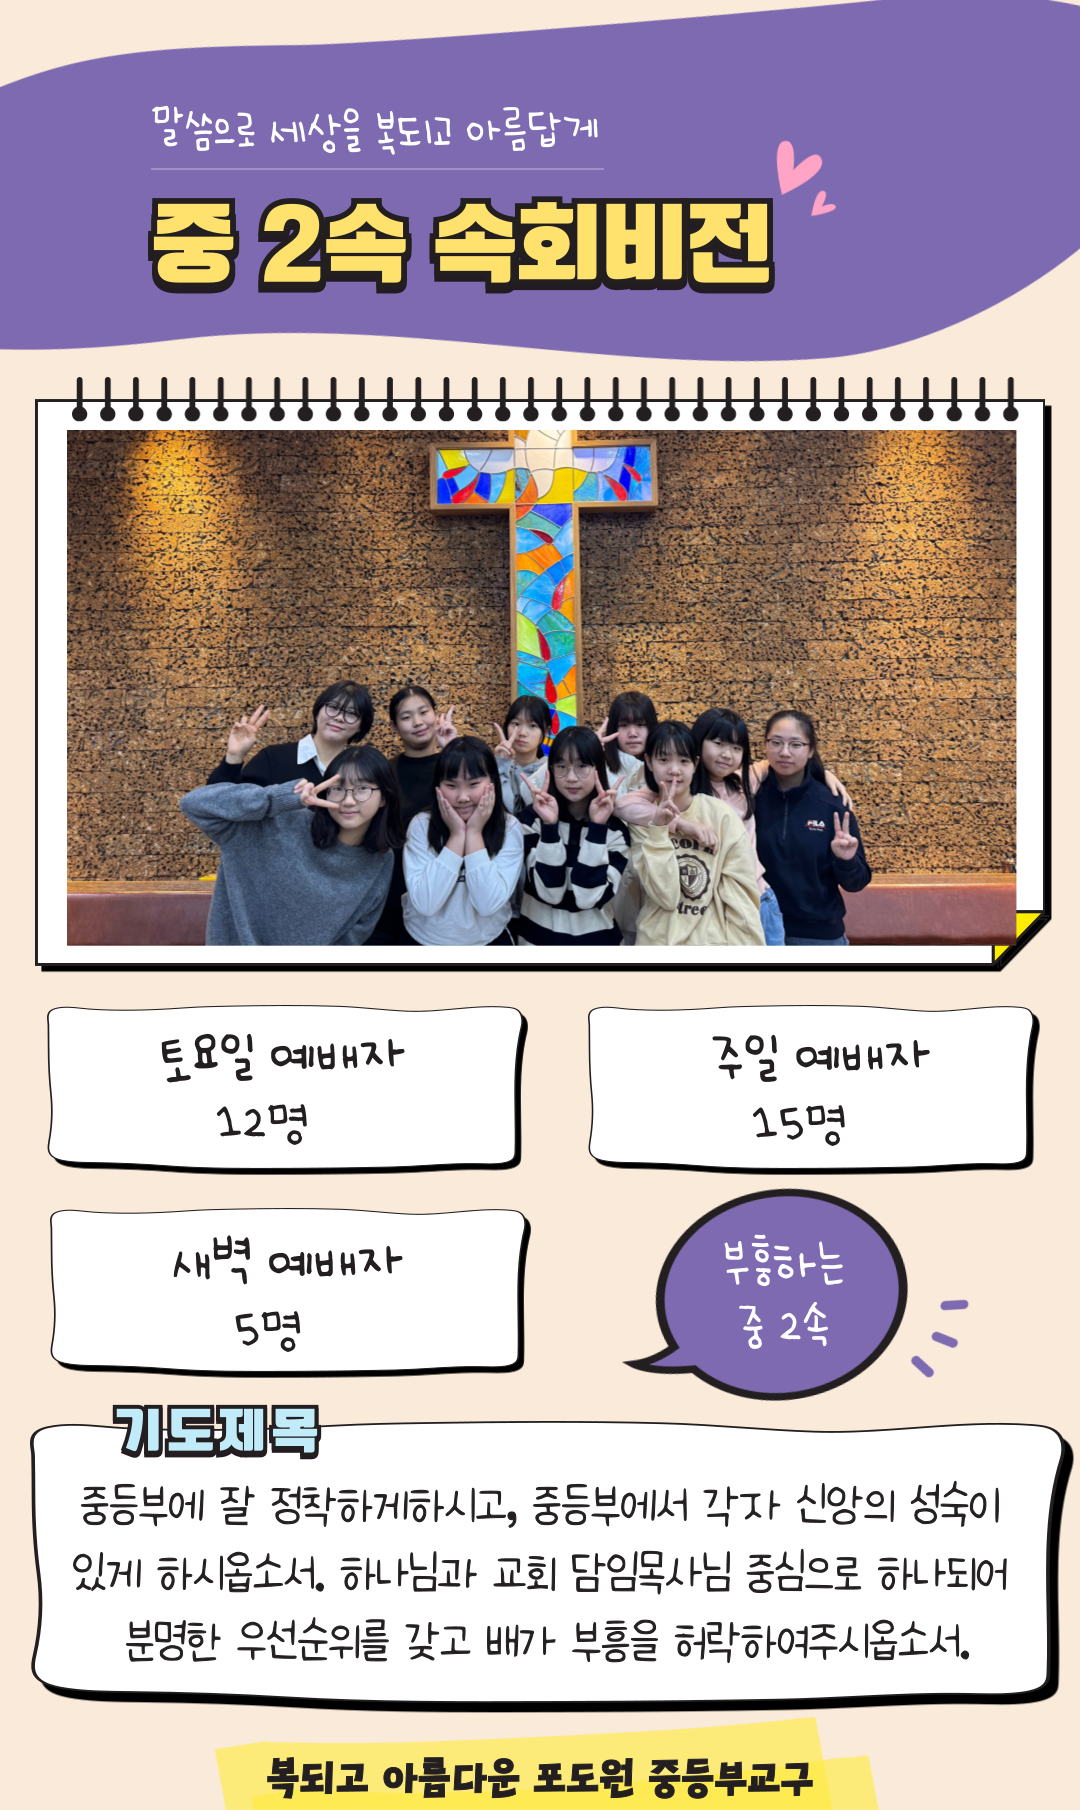 말씀으로 세상을 복되고 아름답게
중 2속 속회비전
FILA
토요일 예배자
12명
주일 예배자
15명
새벽 예배자
5명
부흥하는
중 2속
기도제목
중등부에 잘 정착하게하시고, 중등부에서 각자 신앙의 성숙이
있게 하시옵소서. 하나님과 교회 담임목사님 중심으로 하나되어
분명한 우선순위를 갖고 배가 부흥을 허락하여주시옵소서.
복되고 아름다운 포도원 중등부교구